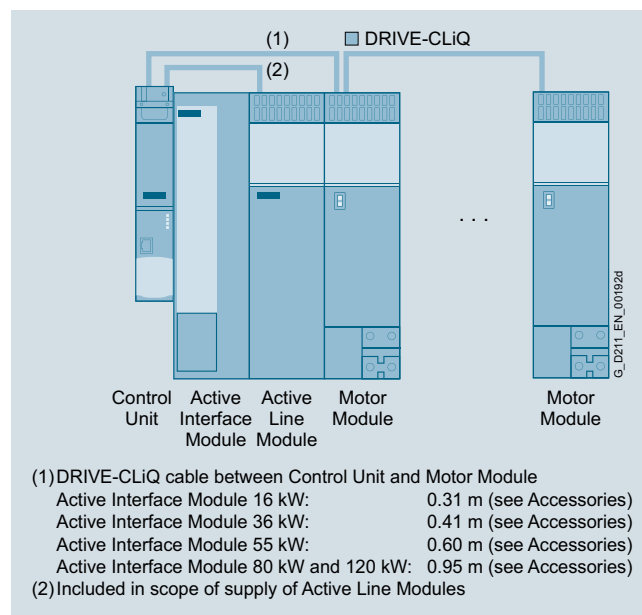 (1)
DRIVE-CLiQ
(2)
. . .
G_D211_EN_00192d
Control Unit
Active Interface Module
Active Line Module
Motor Module
Motor Module
(1) DRIVE-CLiQ cable between Control Unit and Motor Module
Active Interface Module 16 kW: 0.31 m (see Accessories)
Active Interface Module 36 kW: 0.41 m (see Accessories)
Active Interface Module 55 kW: 0.60 m (see Accessories)
Active Interface Module 80 kW and 120 kW: 0.95 m (see Accessories)
(2) Included in scope of supply of Active Line Modules